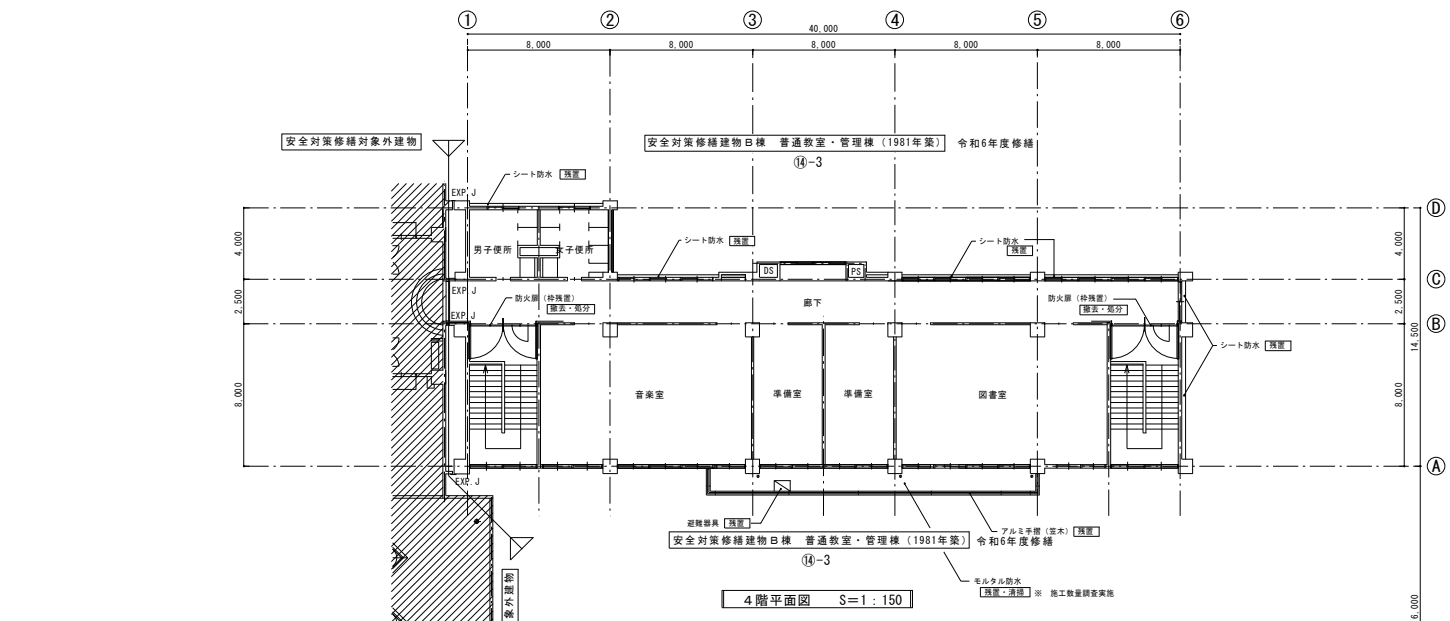 ① ② ③ ④ ⑤ ⑥
40,000
8,000 8,000 8,000 8,000 8,000
安全対策修繕対象外建物
安全対策修繕建物B棟 普通教室・管理棟（1981年築） 令和6年度修繕
⑭-3
シート防水 残置
EXP.J
Ⓓ
4,000
男子便所
女子便所
シート防水 残置
DS
PS
シート防水
残置
4,000
Ⓒ
EXP.J
2,500
防火扉（枠残置）
撤去・処分
廊下
防火扉（枠残置）
撤去・処分
2,500
EXP.J
Ⓑ
14,500
シート防水 残置
8,000
音楽室
準備室
準備室
図書室
8,000
Ⓐ
EXP.J
避難器具 残置
アルミ手摺（笠木） 残置
安全対策修繕建物B棟 普通教室・管理棟（1981年築） 令和6年度修繕
⑭-3
モルタル防水
残置・清掃 ※ 施工数量調査実施
4階平面図 S=1：150
象外建物
6,000